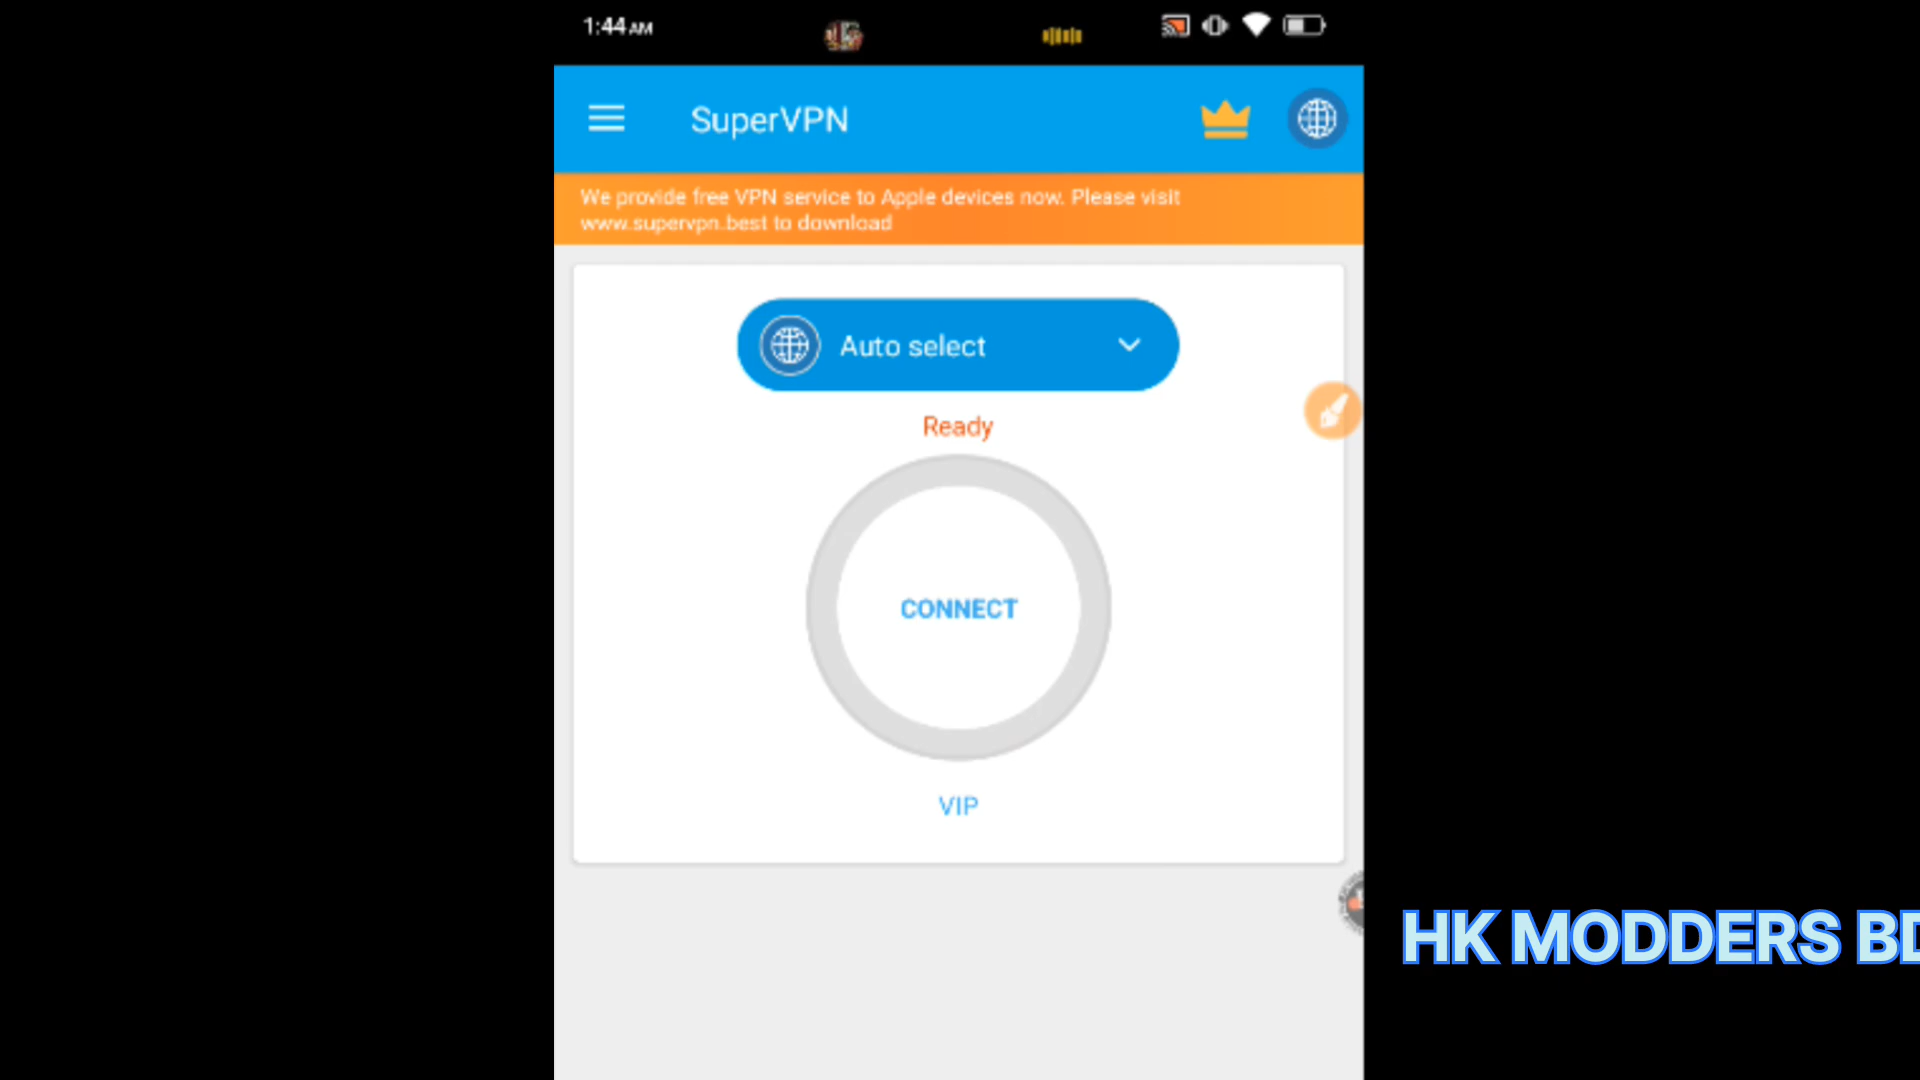 1:44 AM
SuperVPN
We provide free VPN service to Apple devices now. Please visit
www.supervpn.best to download
Auto select
Ready
CONNECT
VIP
HK MODDERS BD